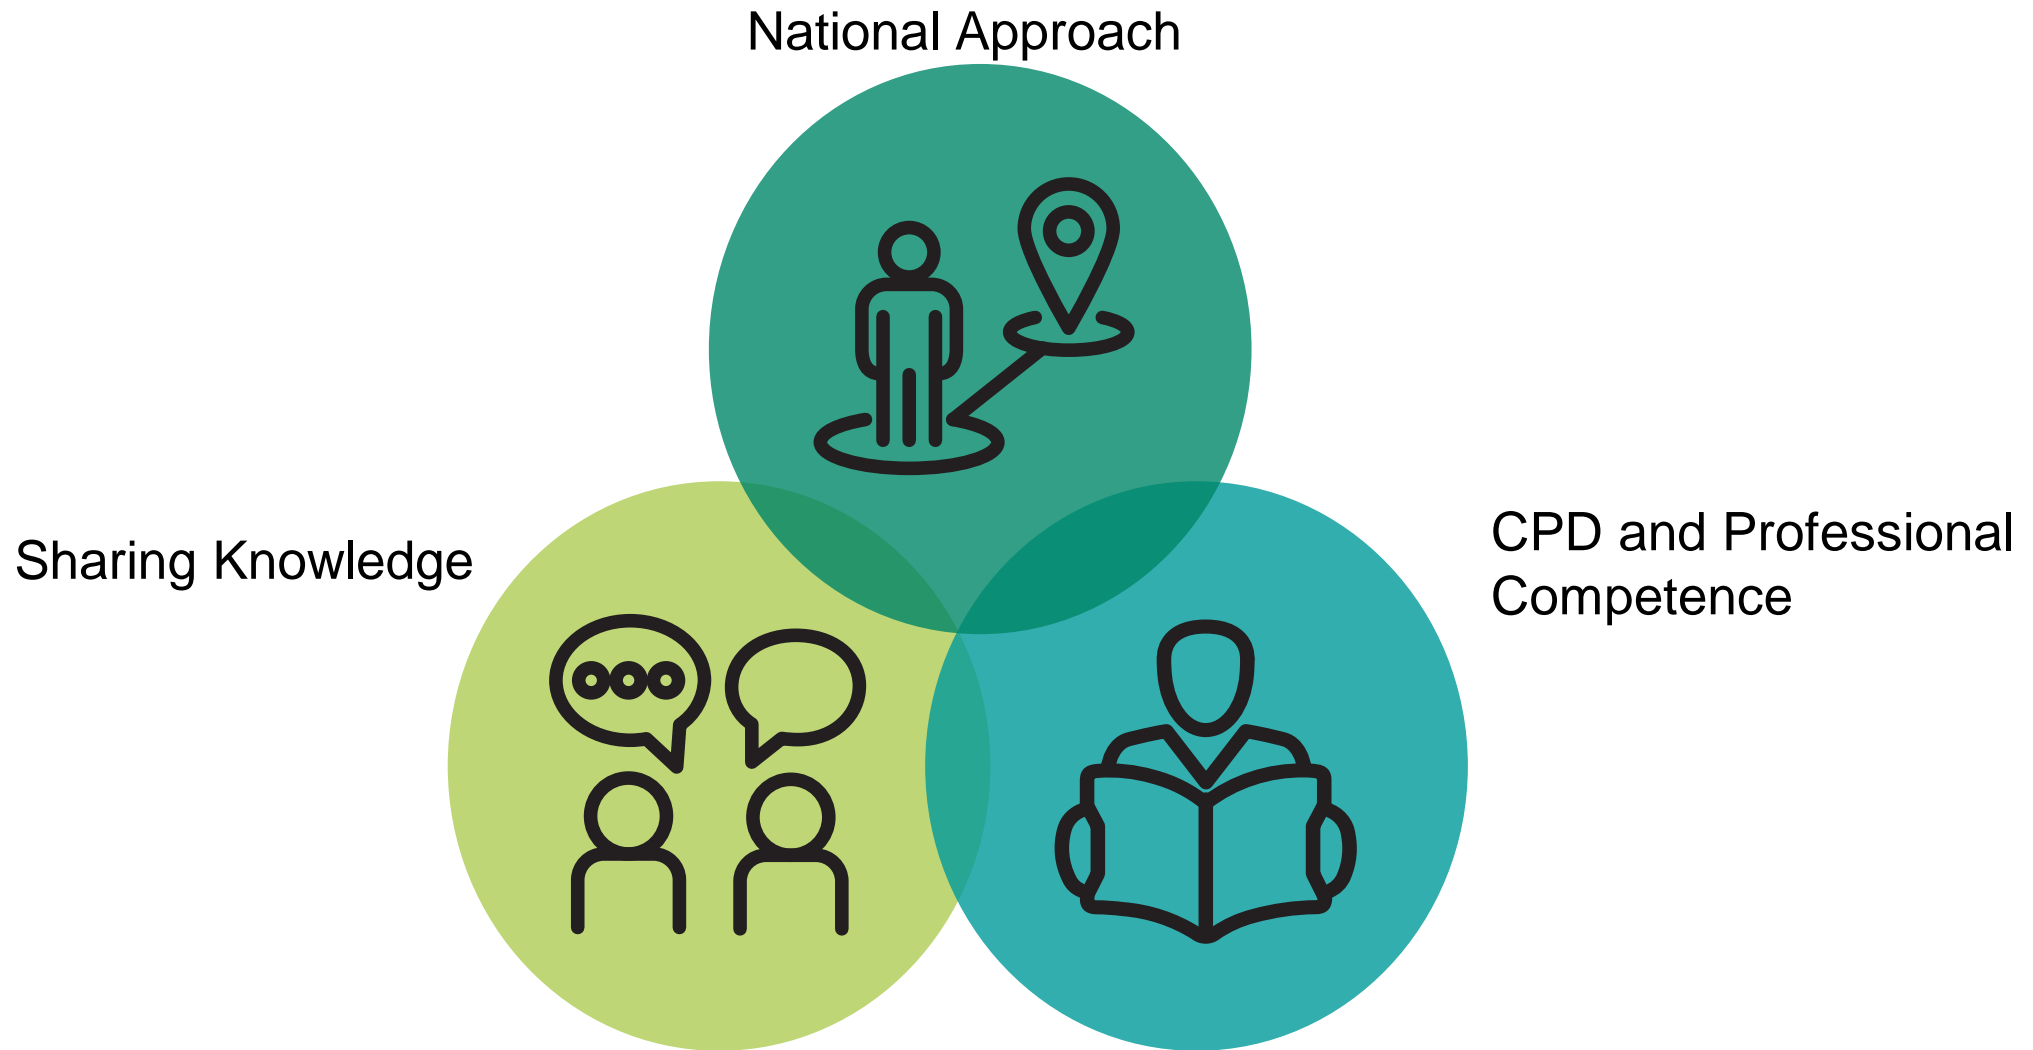 National Approach
Sharing Knowledge
CPD and Professional
Competence